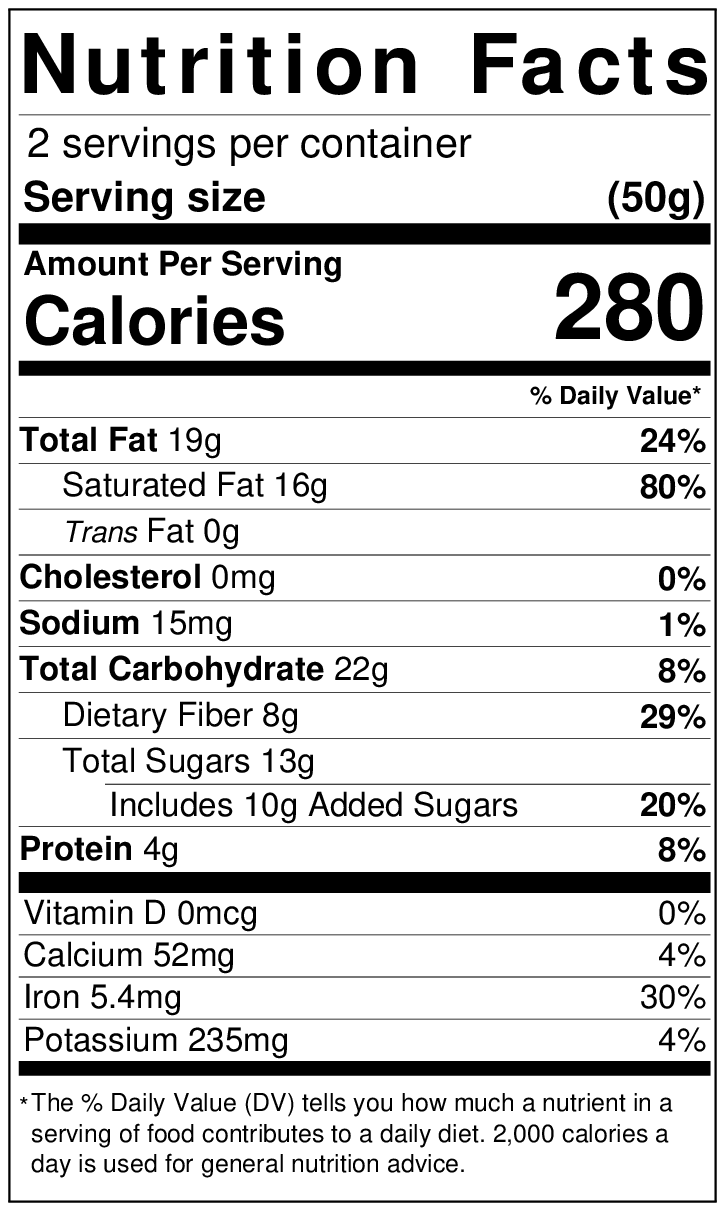 Nutrition Facts
2 servings per container
Serving size (50g)
Amount Per Serving
Calories 280
% Daily Value*
Total Fat 19g 24%
Saturated Fat 16g 80%
Trans Fat 0g
Cholesterol 0mg 0%
Sodium 15mg 1%
Total Carbohydrate 22g 8%
Dietary Fiber 8g 29%
Total Sugars 13g
Includes 10g Added Sugars 20%
Protein 4g 8%
Vitamin D 0mcg 0%
Calcium 52mg 4%
Iron 5.4mg 30%
Potassium 235mg 4%
*The % Daily Value (DV) tells you how much a nutrient in a
serving of food contributes to a daily diet. 2,000 calories a
day is used for general nutrition advice.